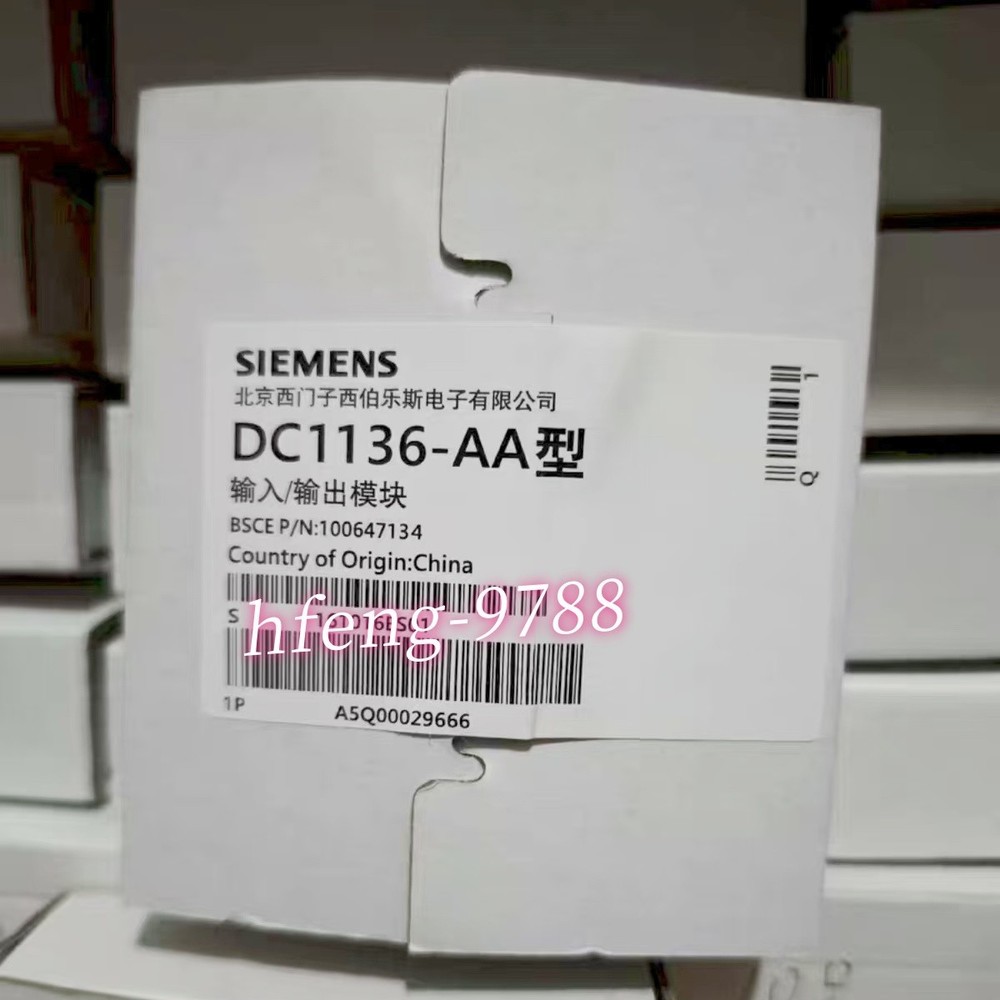 SIEMENS
北京西门子西伯乐斯电子有限公司
DC1136-AA型
输入/输出模块
BSCE P/N:100647134
Country of Origin:China
S
hfeng-9788
1P
A5Q00029666
1
Q